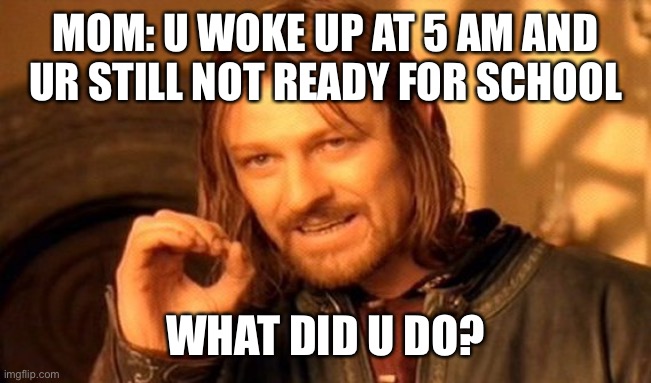 MOM: U WOKE UP AT 5 AM AND
UR STILL NOT READY FOR SCHOOL
WHAT DID U DO?
imgflip.com